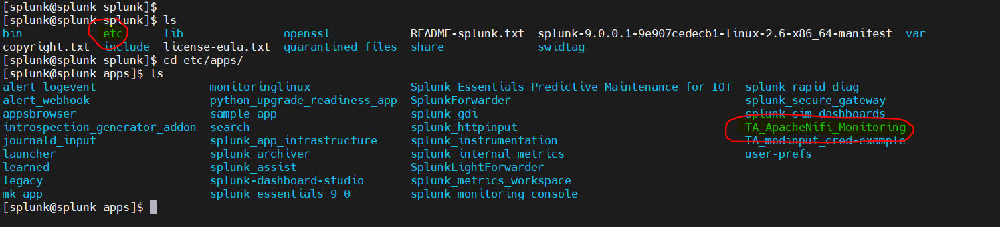 [splunk@splunk splunk]$
[splunk@splunk splunk]$ ls
bin etc lib openssl README-splunk.txt splunk-9.0.0.1-9e907cedecb1-linux-2.6-x86_64-manifest var
copyright.txt include license-eula.txt quarantined_files share swidtag
[splunk@splunk splunk]$ cd etc/apps/
[splunk@splunk apps]$ ls
alert_logevent monitoringlinux Splunk_Essentials_Predictive_Maintenance_for_IOT splunk_rapid_diag
alert_webhook python_upgrade_readiness_app SplunkForwarder splunk_secure_gateway
appsbrowser sample_app splunk_gdi splunk_sim_dashboards
introspection_generator_addon search splunk_httpinput TA_ApacheNifi_Monitoring
journald_input splunk_app_infrastructure splunk_instrumentation TA_modinput_cred-example
launcher splunk_archiver splunk_internal_metrics user-prefs
learned splunk_assist SplunkLightForwarder
legacy splunk-dashboard-studio splunk_metrics_workspace
mk_app splunk_essentials_9_0 splunk_monitoring_console
[splunk@splunk apps]$